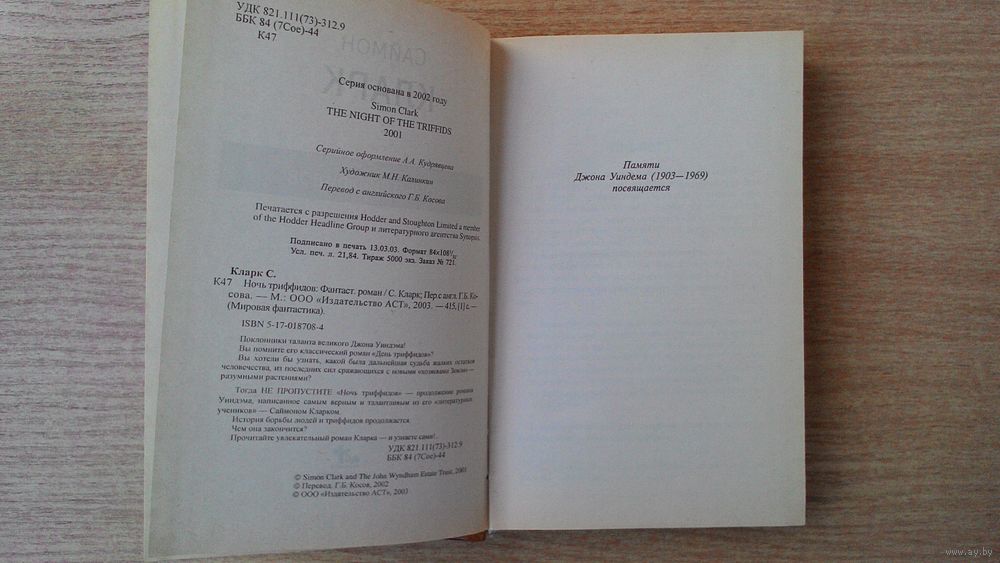 УДК 821.111(73)-312.9
ББК 84 (7Сое)-44
К47
Серия основана в 2002 году
Simon Clark
THE NIGHT OF THE TRIFFIDS
2001
Серийное оформление А.А. Кудрявцева
Художник М.Н. Калинкин
Перевод с английского Г.Б. Косова
Печатается с разрешения Hodder and Stoughton Limited a member
of the Hodder Headline Group и литературного агентства Synopsis.
Подписано в печать 13.03.03. Формат 84×108 1/32
Усл. печ. л. 21,84. Тираж 5000 экз. Заказ № 721.
Кларк С.
К47 Ночь триффидов: Фантаст. роман / С. Кларк; Пер. с англ. Г.Б. Ко-
сова. — М.: ООО «Издательство АСТ», 2003. — 415, [1] с. —
(Мировая фантастика).
ISBN 5-17-018708-4
Поклонники таланта великого Джона Уиндэма!
Вы помните его классический роман «День триффидов»?
Вы хотели бы узнать, какой была дальнейшая судьба жалких остатков
человечества, из последних сил сражающихся с новыми «хозяевами Земли» —
разумными растениями?
Тогда НЕ ПРОПУСТИТЕ «Ночь триффидов» — продолжение романа
Уиндэма, написанное самым верным и талантливым из его «литературных
учеников» — Саймоном Кларком.
История борьбы людей и триффидов продолжается.
Чем она закончится?
Прочитайте увлекательный роман Кларка — и узнаете сами!..
УДК 821.111(73)-312.9
ББК 84 (7Сое)-44
© Simon Clark and The John Wyndham Estate Trust, 2001
© Перевод. Г.Б. Косов, 2002
© ООО «Издательство АСТ», 2003
САЙМОН
КЛАРК
Памяти
Джона Уиндема (1903—1969)
посвящается
www.ay.by